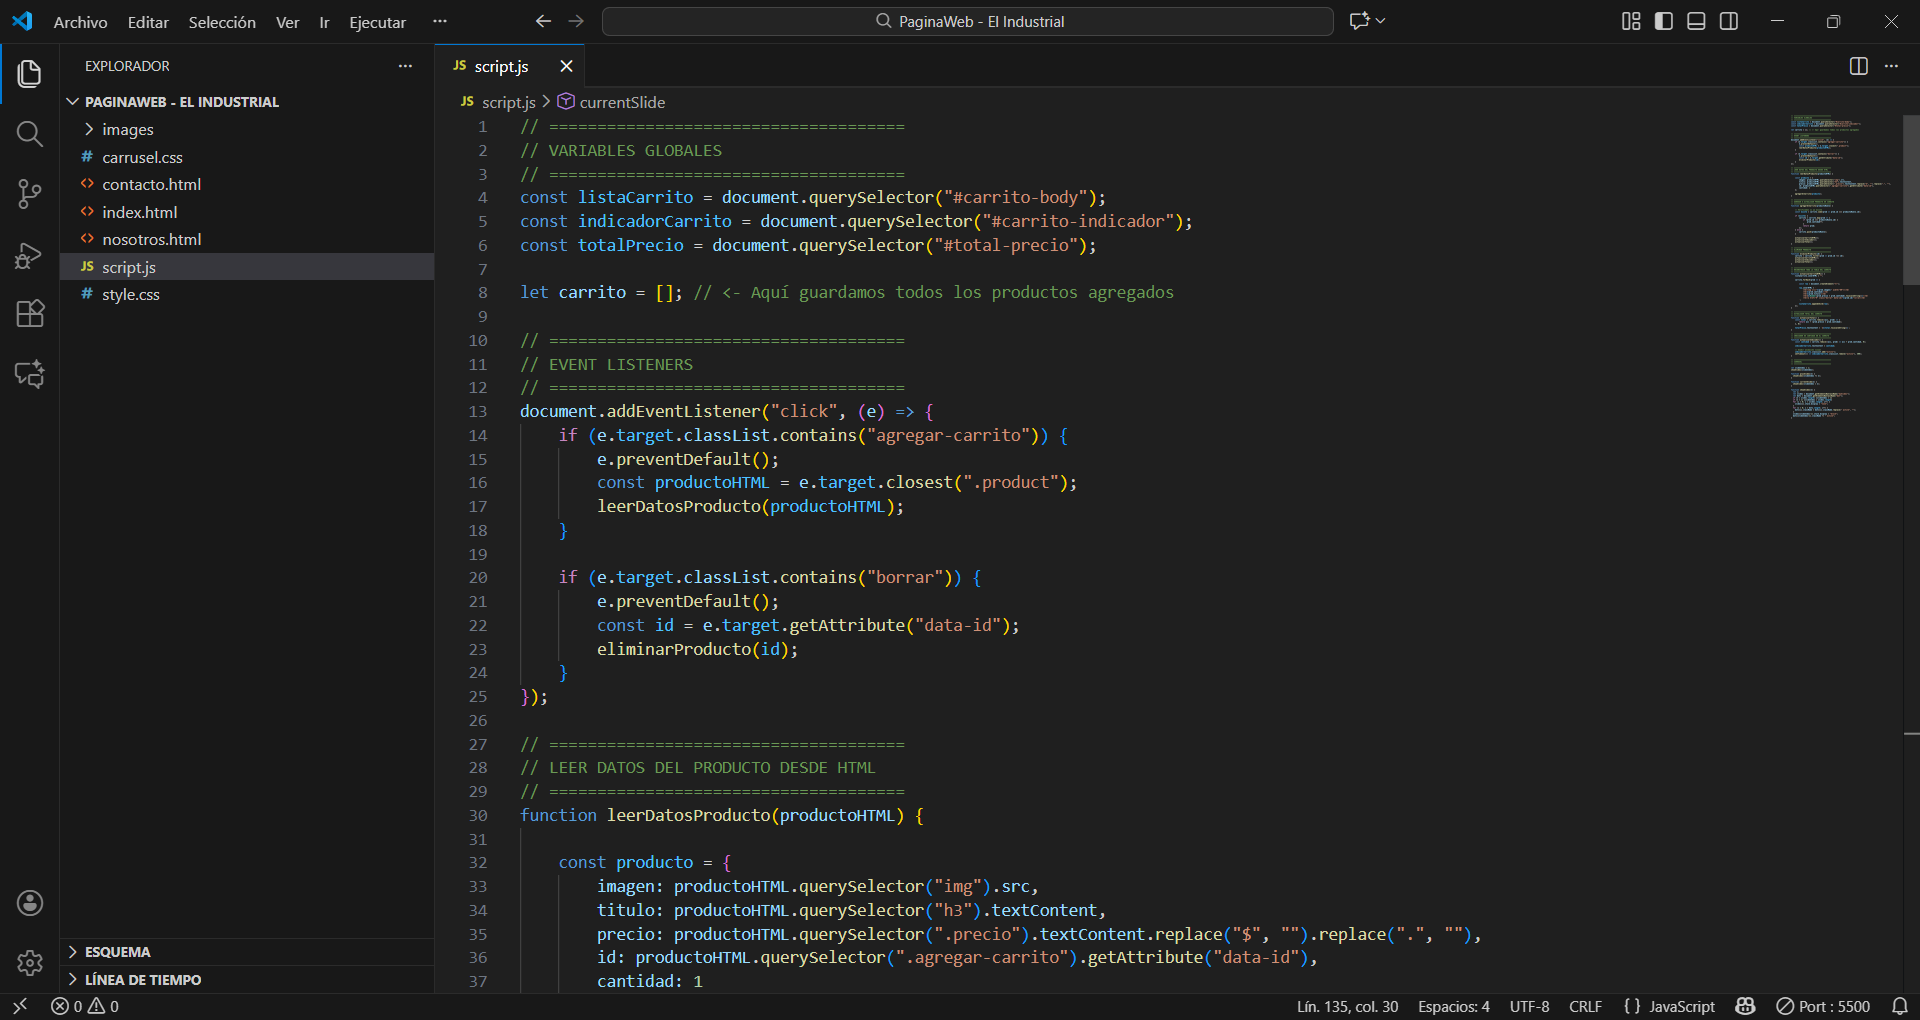 Archivo Editar Selección Ver Ir Ejecutar ···
PaginaWeb - El Industrial
EXPLORADOR
PAGINAWEB - EL INDUSTRIAL
images
# carrusel.css
<> contacto.html
<> index.html
<> nosotros.html
JS script.js
# style.css
ESQUEMA
LÍNEA DE TIEMPO
JS script.js
JS script.js > currentSlide
1 // =====================================
2 // VARIABLES GLOBALES
3 // =====================================
4 const listaCarrito = document.querySelector("#carrito-body");
5 const indicadorCarrito = document.querySelector("#carrito-indicador");
6 const totalPrecio = document.querySelector("#total-precio");
7
8 let carrito = []; // <- Aquí guardamos todos los productos agregados
9
10 // =====================================
11 // EVENT LISTENERS
12 // =====================================
13 document.addEventListener("click", (e) => {
14     if (e.target.classList.contains("agregar-carrito")) {
15         e.preventDefault();
16         const productoHTML = e.target.closest(".product");
17         leerDatosProducto(productoHTML);
18     }
19
20     if (e.target.classList.contains("borrar")) {
21         e.preventDefault();
22         const id = e.target.getAttribute("data-id");
23         eliminarProducto(id);
24     }
25 });
26
27 // =====================================
28 // LEER DATOS DEL PRODUCTO DESDE HTML
29 // =====================================
30 function leerDatosProducto(productoHTML) {
31
32     const producto = {
33         imagen: productoHTML.querySelector("img").src,
34         titulo: productoHTML.querySelector("h3").textContent,
35         precio: productoHTML.querySelector(".precio").textContent.replace("$", "").replace(".", ""),
36         id: productoHTML.querySelector(".agregar-carrito").getAttribute("data-id"),
37         cantidad: 1
0 0
Lín. 135, col. 30 Espacios: 4 UTF-8 CRLF {} JavaScript Port : 5500